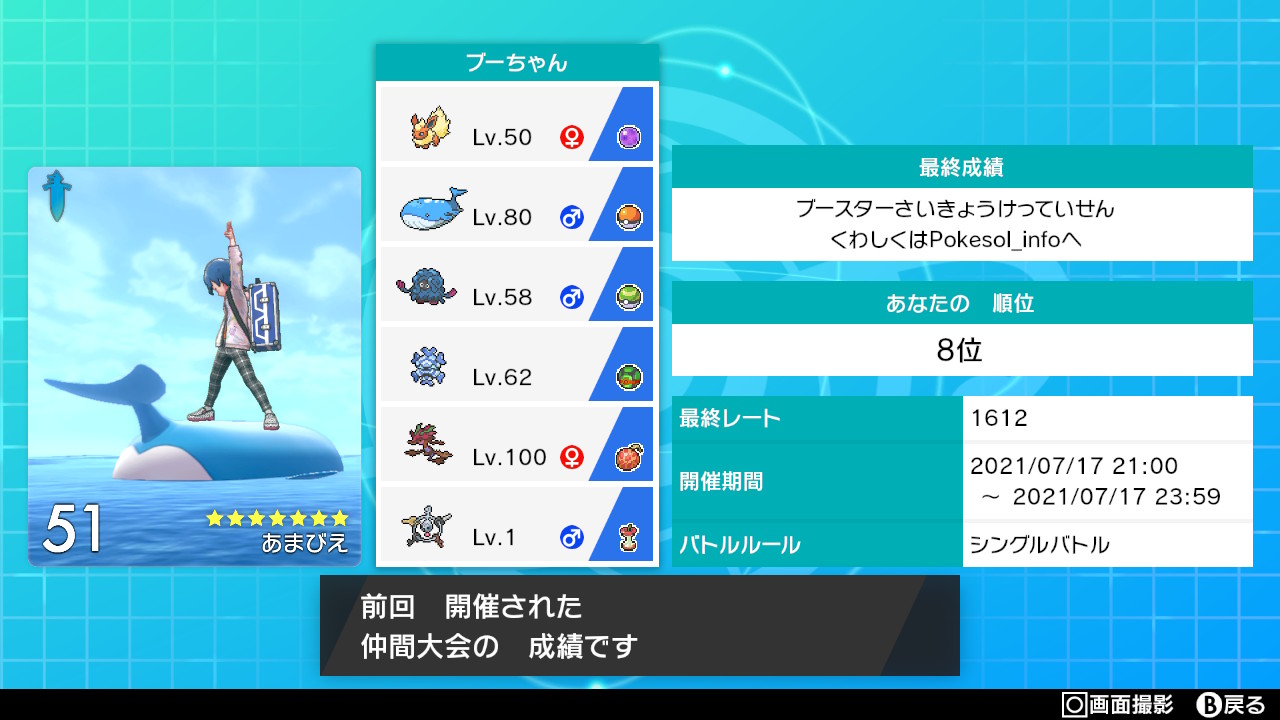 ブーちゃん
Lv.50
Lv.80
Lv.58
Lv.62
Lv.100
Lv.1
51
あまびえ
最終成績
ブースターさいきょうけっていせん
くわしくはPokesol_infoへ
あなたの 順位
8位
最終レート 1612
開催期間 2021/07/17 21:00
～ 2021/07/17 23:59
バトルルール シングルバトル
前回 開催された
仲間大会の 成績です
画面撮影 B戻る